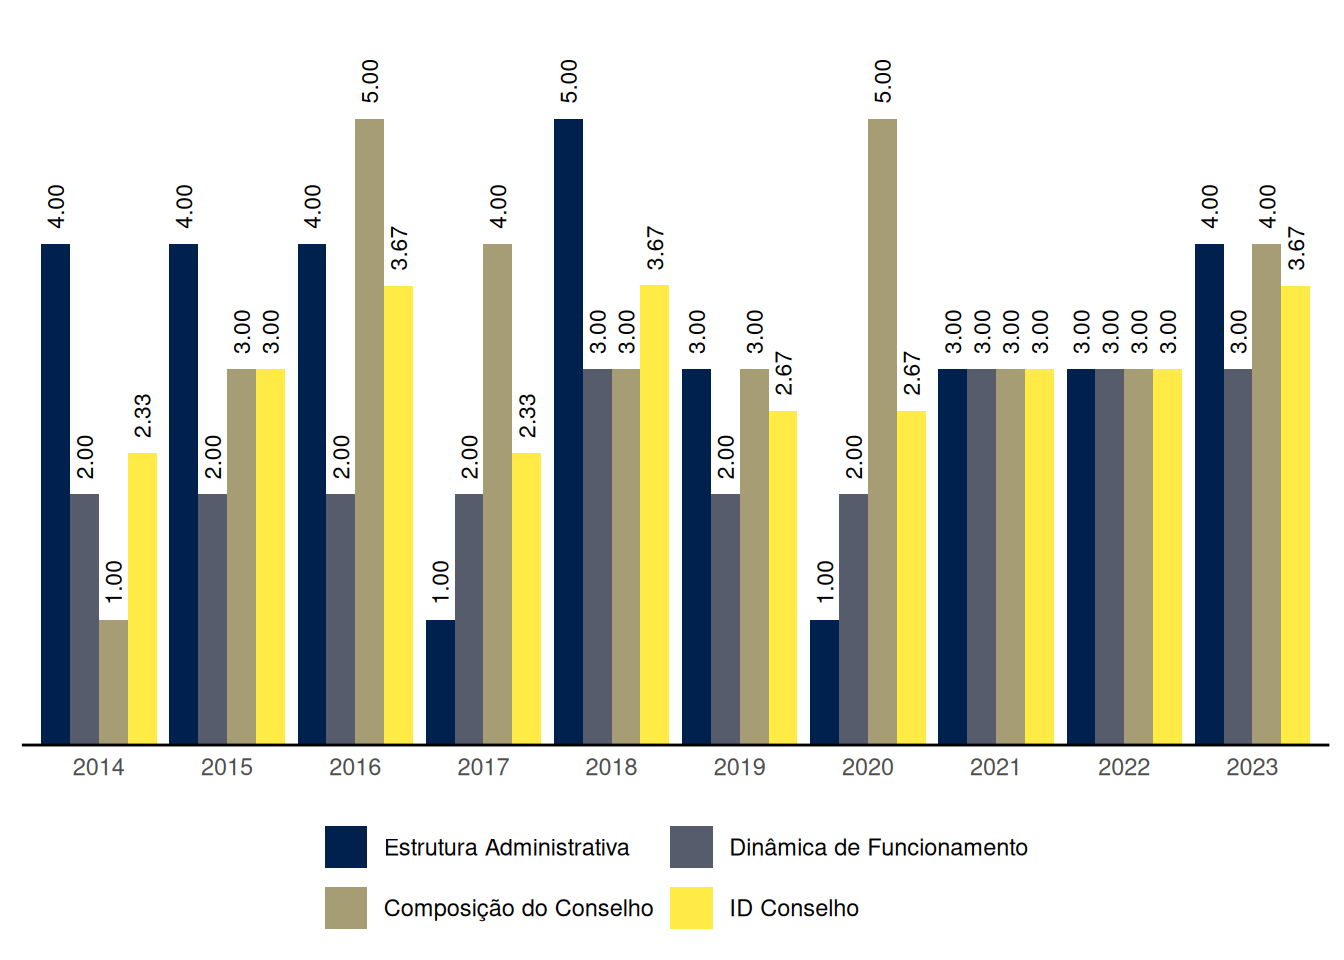 4.00 2.00 1.00 2.33 4.00 2.00 3.00 3.00 4.00 2.00 5.00 3.67 1.00 2.00 4.00 2.33 5.00 3.00 3.00 3.67 3.00 2.00 3.00 2.67 1.00 2.00 5.00 2.67 3.00 3.00 3.00 3.00 3.00 3.00 3.00 3.00 4.00 3.00 4.00 3.67
2014 2015 2016 2017 2018 2019 2020 2021 2022 2023
Estrutura Administrativa Dinâmica de Funcionamento
Composição do Conselho ID Conselho